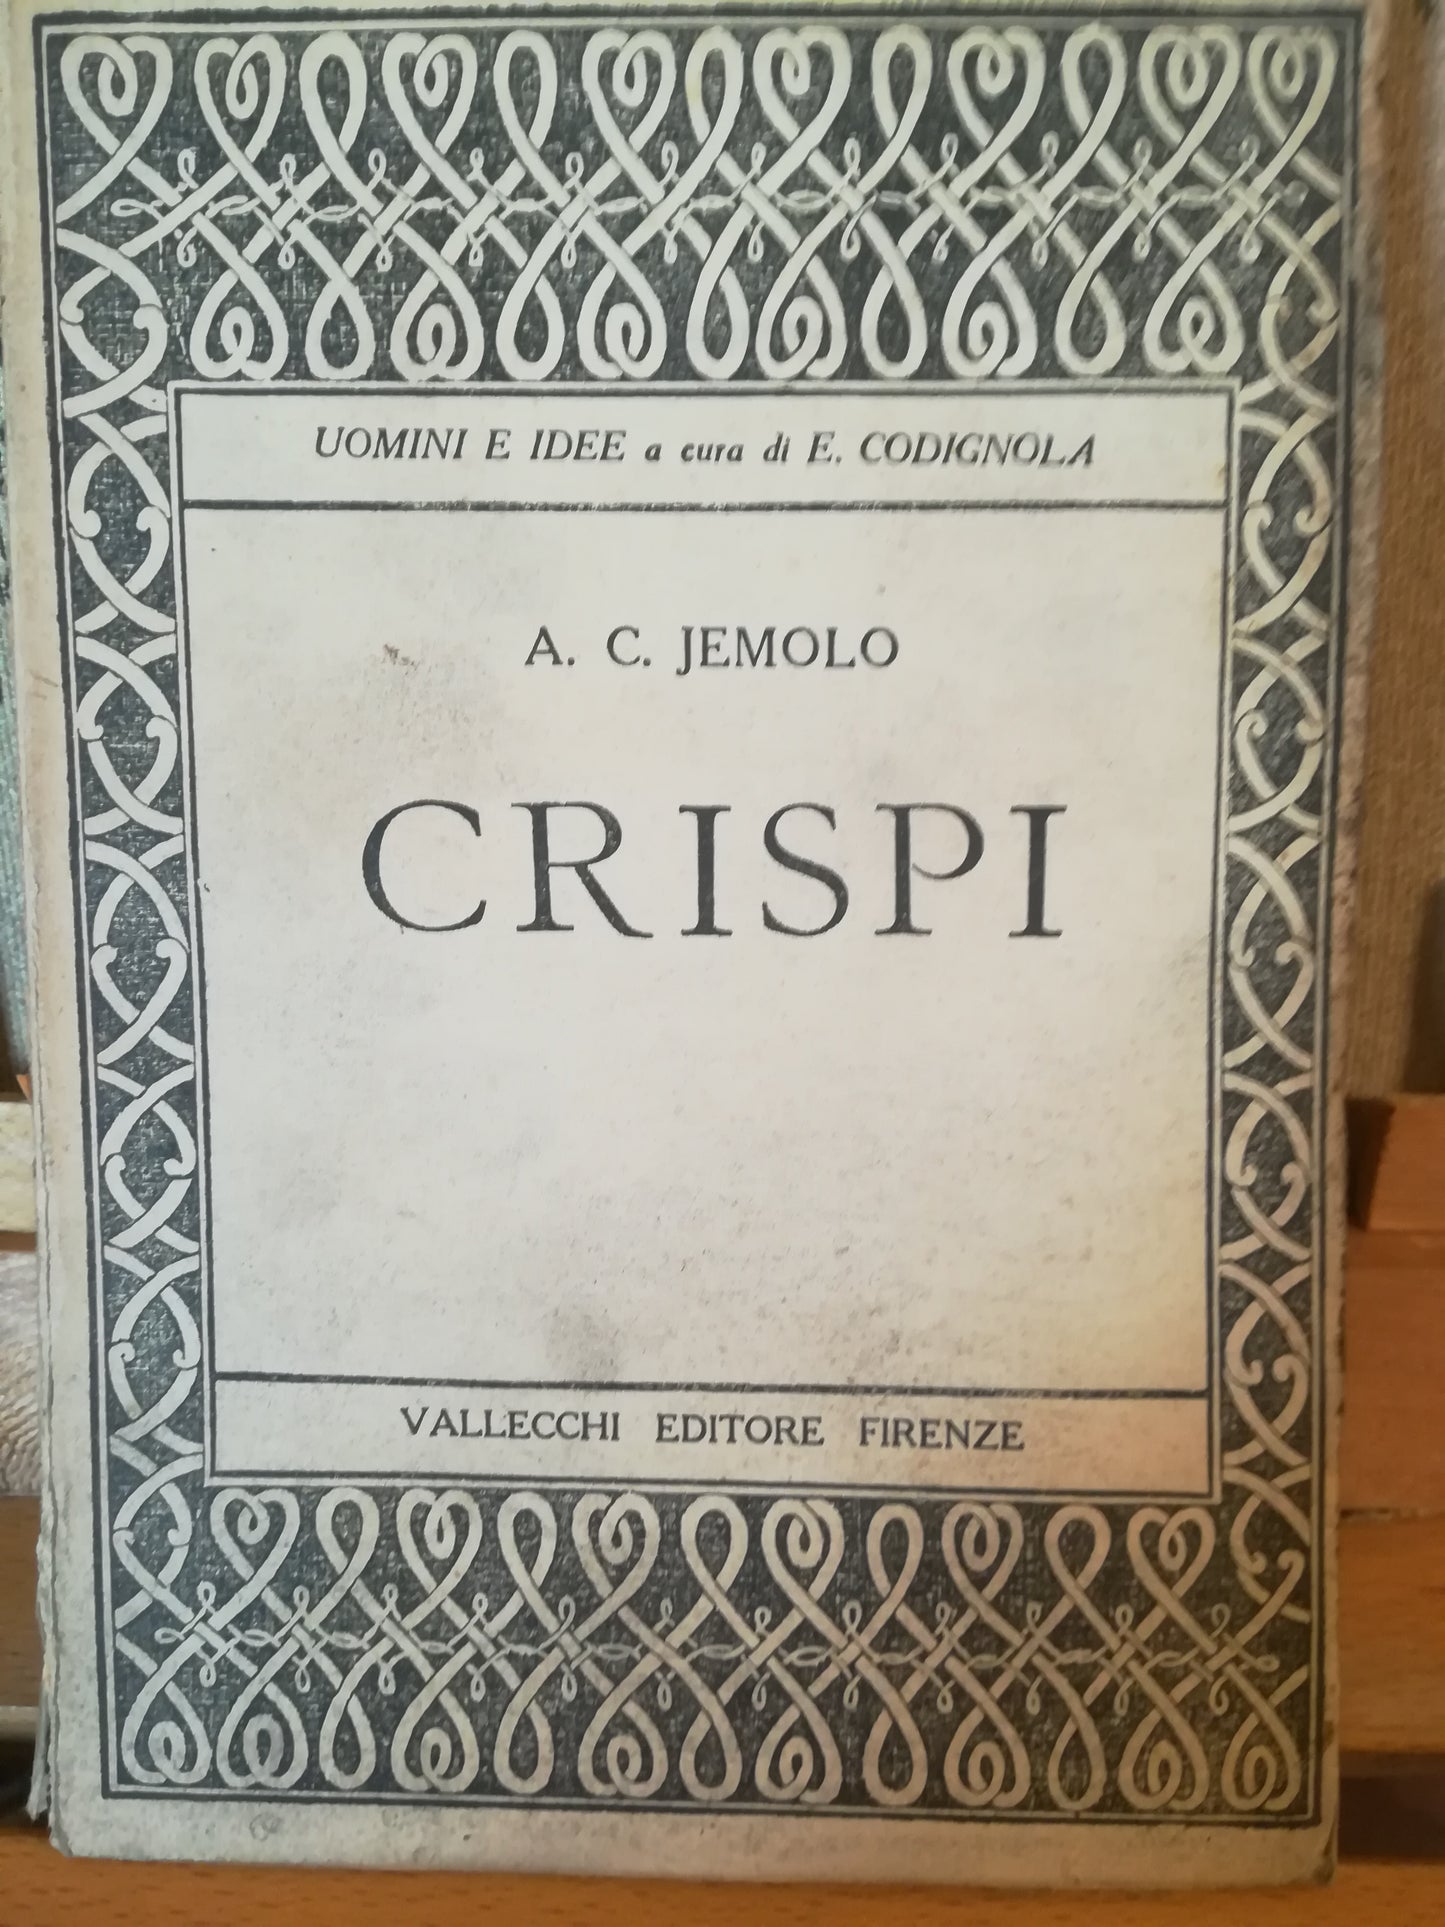 UOMINI E IDEE a cura di E. CODIGNOLA
A. C. JEMOLO
CRISPI
VALLECCHI EDITORE FIRENZE